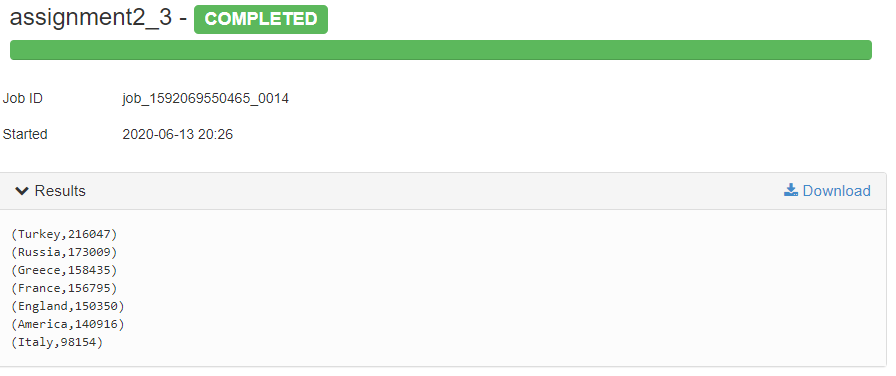 assignment2_3 - COMPLETED
Job ID job_1592069550465_0014
Started 2020-06-13 20:26
Results Download
(Turkey,216047)
(Russia,173009)
(Greece,158435)
(France,156795)
(England,150350)
(America,140916)
(Italy,98154)